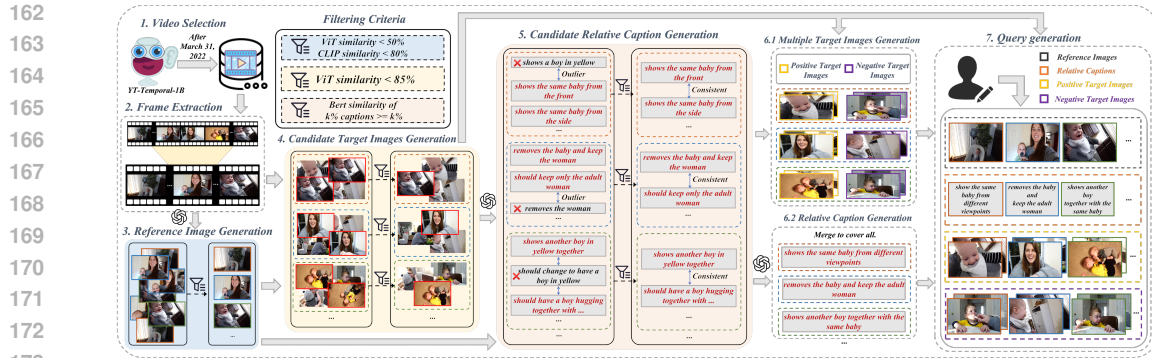 162
163
164
165
166
167
168
169
170
171
172
1. Video Selection
After
March 31,
2022
YT-Temporal-1B
2. Frame Extraction
3. Reference Image Generation
...
Filtering Criteria
ViT similarity < 50%
CLIP similarity < 80%
ViT similarity < 85%
Bert similarity of
k% captions >= k%
4. Candidate Target Images Generation
...
...
5. Candidate Relative Caption Generation
shows a boy in yellow
Outlier
shows the same baby from
the front
shows the same baby from
the side
...
removes the baby and keep
the woman
should keep only the adult
woman
Outlier
removes the woman
shows another boy in
yellow together
should change to have a
boy in yellow
should have a boy hugging
together with ...
...
shows the same baby from
the front
Consistent
shows the same baby from
the side
...
removes the baby and keep
the woman
Consistent
should keep only the adult
woman
shows another boy in
yellow together
Consistent
should have a boy hugging
together with ...
...
6.1 Multiple Target Images Generation
Positive Target
Images
Negative Target
Images
6.2 Relative Caption Generation
Merge to cover all.
shows the same baby from different
viewpoints
removes the baby and keep the adult
woman
shows another boy together with the
same baby
...
7. Query generation
Reference Images
Relative Captions
Positive Target Images
Negative Target Images
...
show the same
baby from
different
viewpoints
removes the baby
and
keep the adult
woman
shows another
boy
together with the
same baby
...
...
...